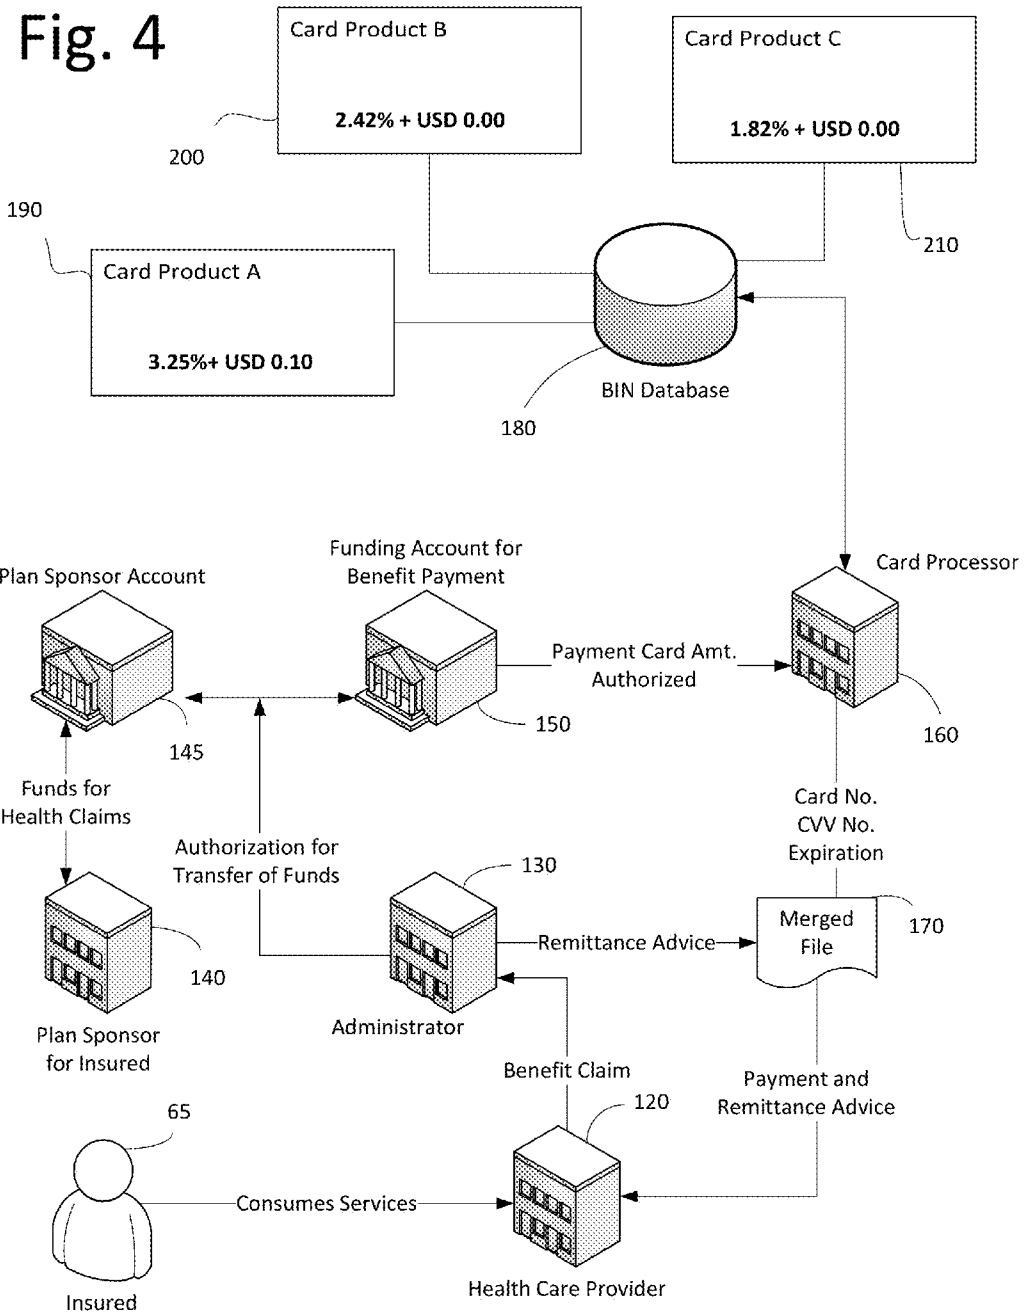 Fig. 4
Card Product B
2.42% + USD 0.00
200
Card Product C
1.82% + USD 0.00
210
190
Card Product A
3.25%+ USD 0.10
BIN Database
180
Plan Sponsor Account
145
Funding Account for
Benefit Payment
150
Payment Card Amt.
Authorized
Card Processor
160
Funds for
Health Claims
Authorization for
Transfer of Funds
Card No.
CVV No.
Expiration
130
Remittance Advice
Merged
File
170
140
Plan Sponsor
for Insured
Administrator
Benefit Claim
Payment and
Remittance Advice
120
65
Consumes Services
Insured
Health Care Provider